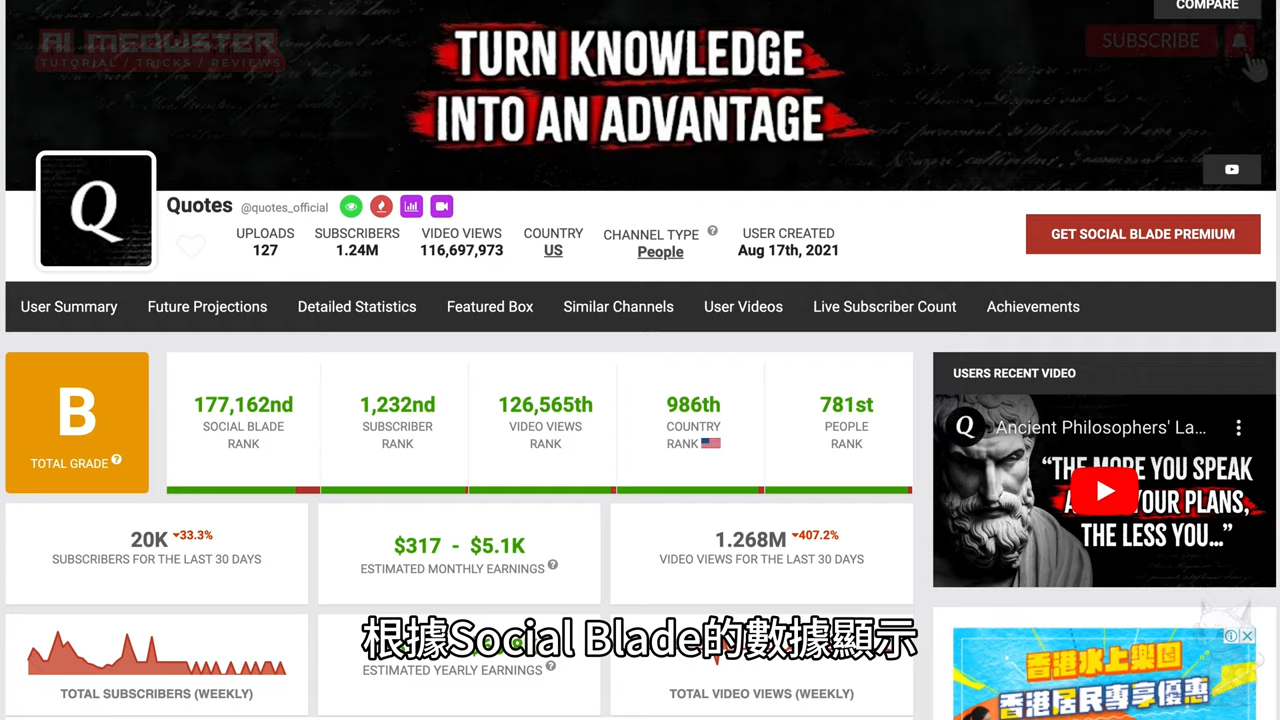 COMPARE
AI MEOWSTER
TUTORIAL / TRICKS / REVIEWS
SUBSCRIBE
TURN KNOWLEDGE
INTO AN ADVANTAGE
Q
Quotes @quotes_official
UPLOADS
127
SUBSCRIBERS
1.24M
VIDEO VIEWS
116,697,973
COUNTRY
US
CHANNEL TYPE ?
People
USER CREATED
Aug 17th, 2021
GET SOCIAL BLADE PREMIUM
User Summary Future Projections Detailed Statistics Featured Box Similar Channels User Videos Live Subscriber Count Achievements
B
TOTAL GRADE ?
177,162nd
SOCIAL BLADE
RANK
1,232nd
SUBSCRIBER
RANK
126,565th
VIDEO VIEWS
RANK
986th
COUNTRY
RANK
781st
PEOPLE
RANK
USERS RECENT VIDEO
Q Ancient Philosophers' La...
“THE MORE YOU SPEAK
YOUR PLANS,
THE LESS YOU...”
20K 33.3%
SUBSCRIBERS FOR THE LAST 30 DAYS
$317 - $5.1K
ESTIMATED MONTHLY EARNINGS ?
1.268M 407.2%
VIDEO VIEWS FOR THE LAST 30 DAYS
根據Social Blade的數據顯示
ESTIMATED YEARLY EARNINGS ?
TOTAL SUBSCRIBERS (WEEKLY)
TOTAL VIDEO VIEWS (WEEKLY)
香港水上樂園
香港居民專享優惠